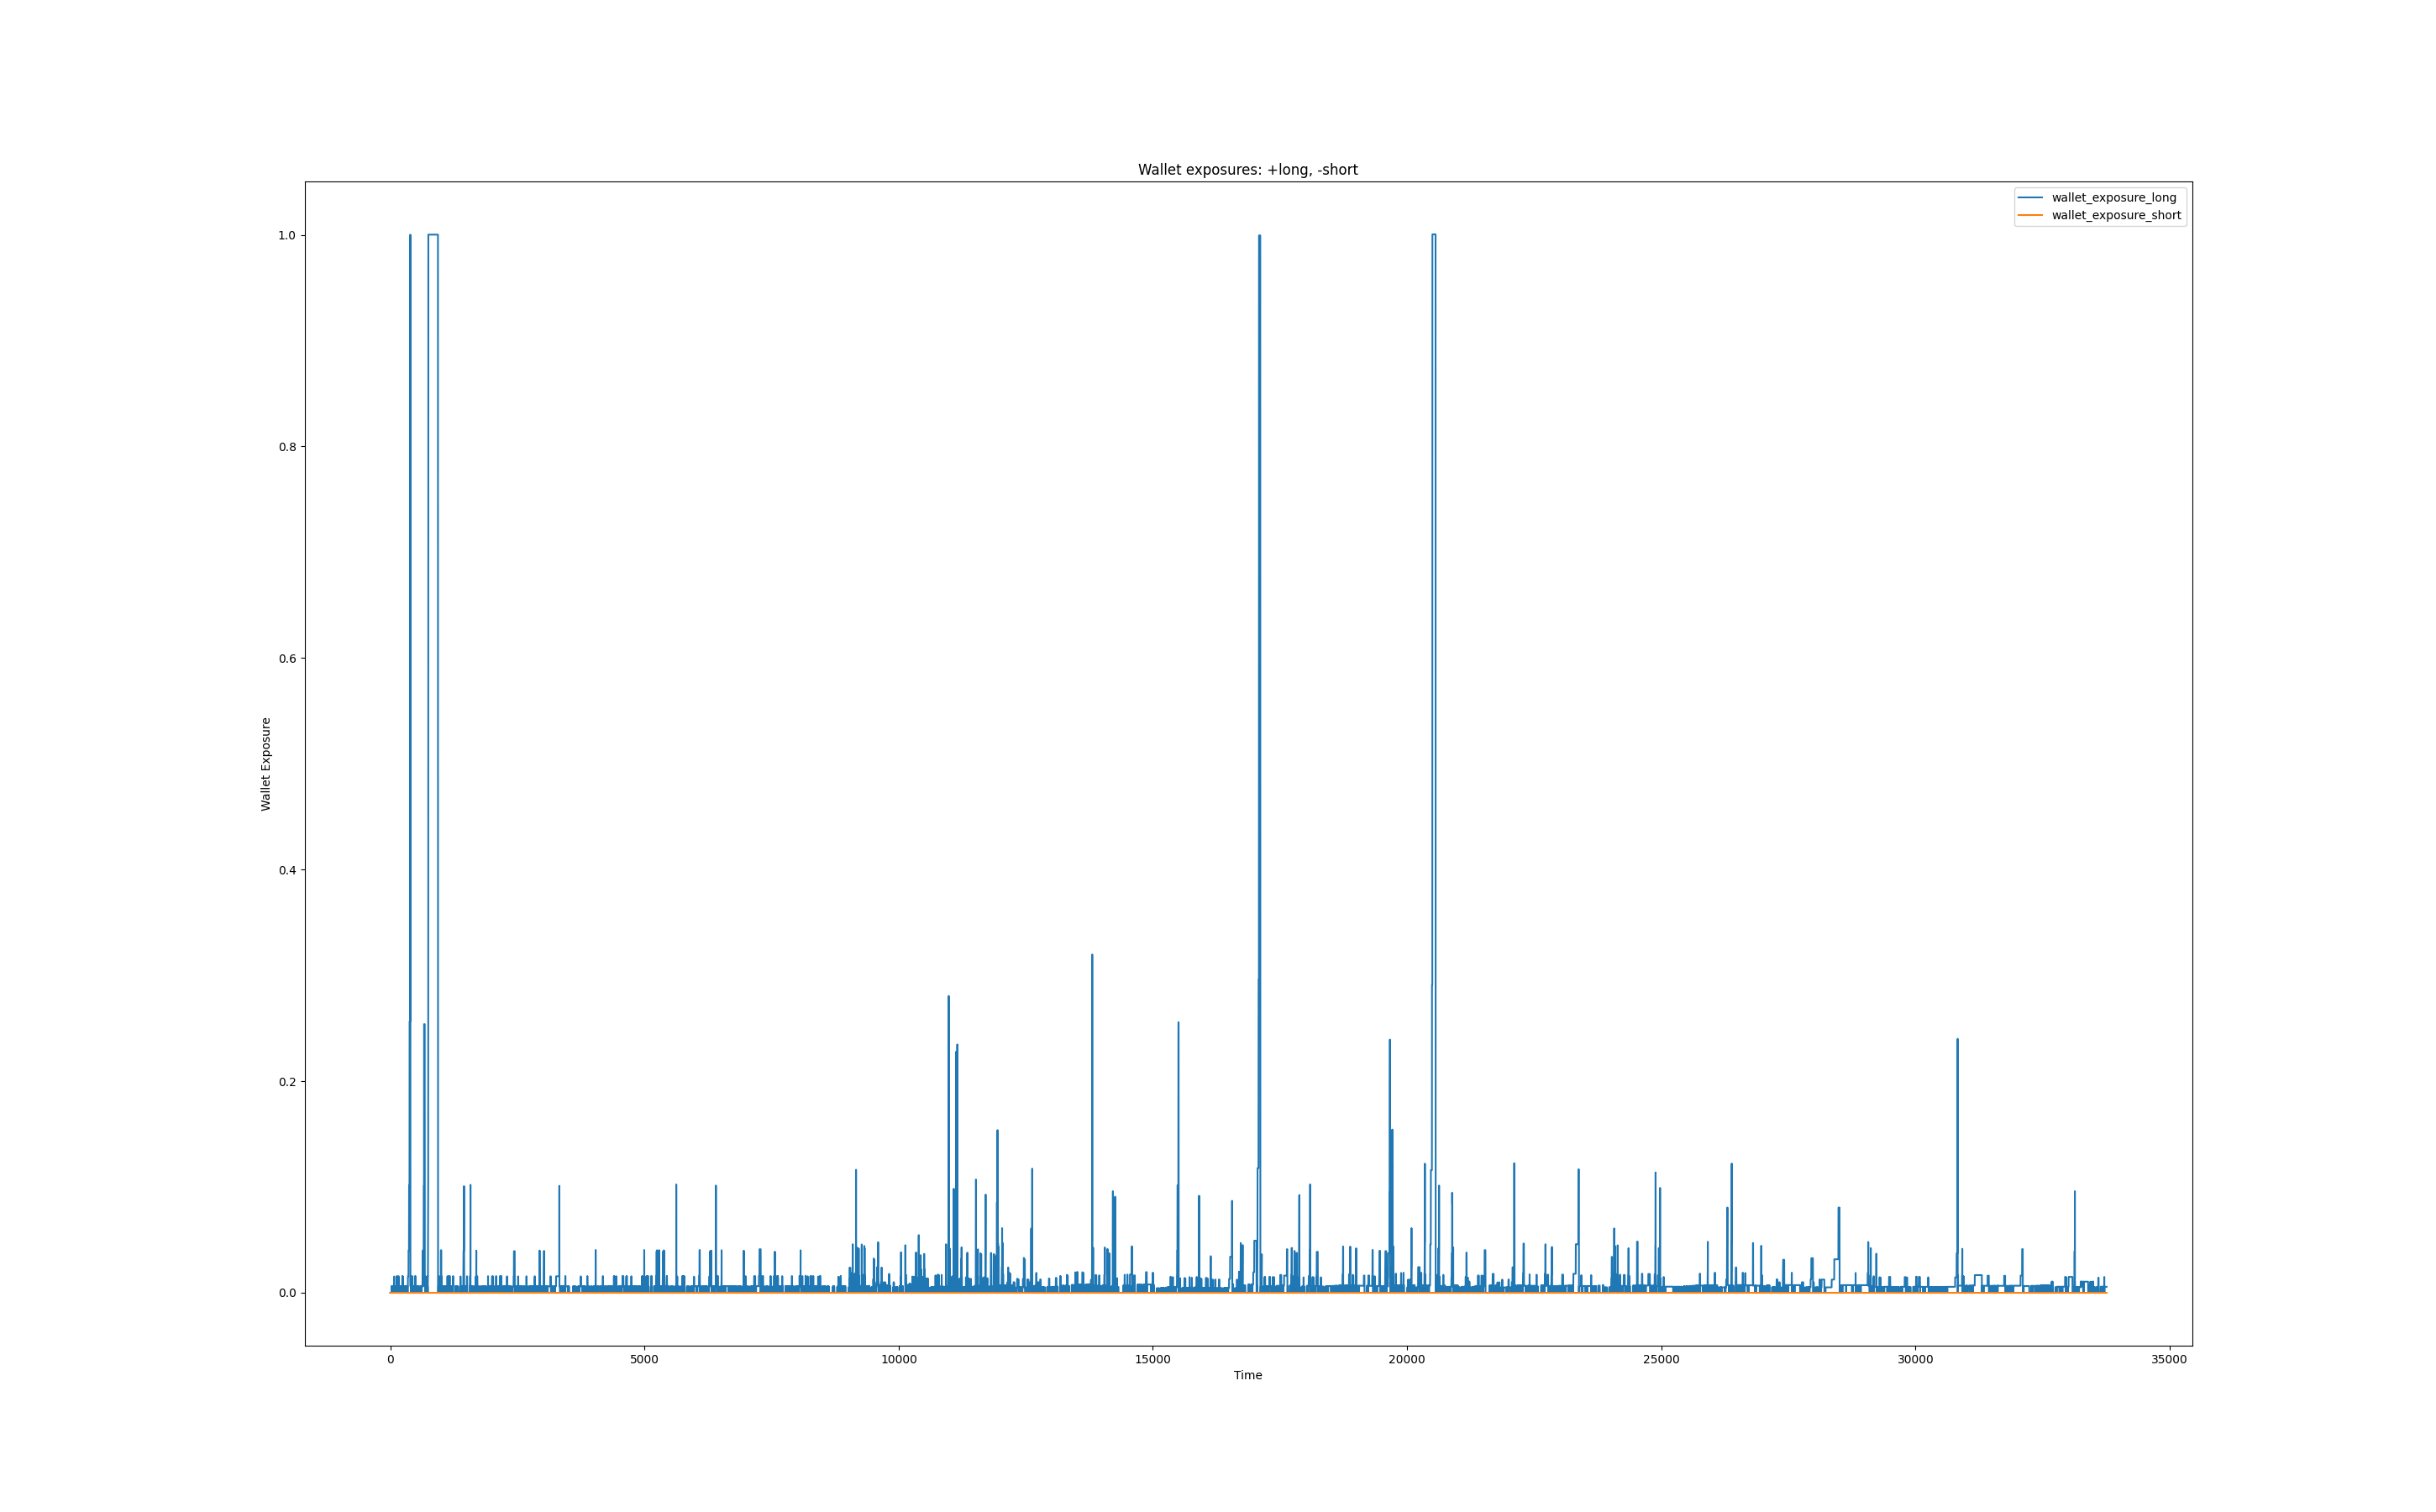 Wallet exposures: +long, -short
wallet_exposure_long
wallet_exposure_short
1.0
0.8
0.6
0.4
0.2
0.0
Wallet Exposure
0 5000 10000 15000 20000 25000 30000 35000
Time